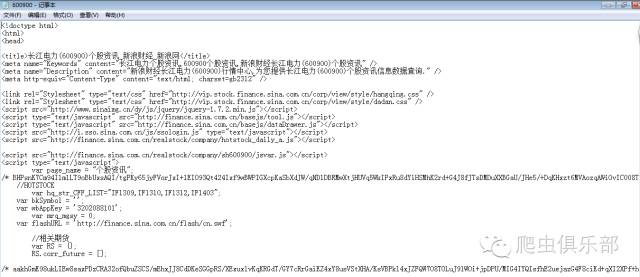 600900 - 记事本
文件(F) 编辑(E) 格式(O) 查看(V) 帮助(H)
<!doctype html>
<html>
<head>
<title>长江电力(600900)个股资讯_新浪财经_新浪网</title>
<meta name="Keywords" content="长江电力个股资讯,600900个股资讯,新浪财经长江电力(600900)个股资讯" />
<meta name="Description" content="新浪财经长江电力(600900)行情中心,为您提供长江电力(600900)个股资讯信息数据查询." />
<meta http-equiv="Content-Type" content="text/html; charset=gb2312" />
<link rel="Stylesheet" type="text/css" href="http://vip.stock.finance.sina.com.cn/corp/view/style/hangqing.css" />
<link rel="Stylesheet" type="text/css" href="http://vip.stock.finance.sina.com.cn/corp/view/style/dadan.css" />
<script src="http://www.sinaimg.cn/dy/js/jquery/jquery-1.7.2.min.js"></script>
<script type="text/javascript" src="http://finance.sina.com.cn/basejs/tool.js"></script>
<script type="text/javascript" src="http://finance.sina.com.cn/basejs/dataDrawer.js"></script>
<script src="http://i.sso.sina.com.cn/js/ssologin.js" type="text/javascript"></script>
<script src="http://finance.sina.com.cn/realstock/company/hotstock_daily_a.js"></script>
<script src="http://finance.sina.com.cn/realstock/company/sh600900/jsvar.js"></script>
<script type="text/javascript">
var page_name = "个股资讯";
//HOTSTOCK
var hq_str_CFF_LIST="IF1309,IF1310,IF1312,IF1403";
var bkSymbol = '';
var wbAppKey = '3202088101';
var mrq_mgsy = 0;
var flashURL = 'http://finance.sina.com.cn/flash/cn.swf';
//相关期货
var RS = {};
RS.corr_future = [];
爬虫俱乐部